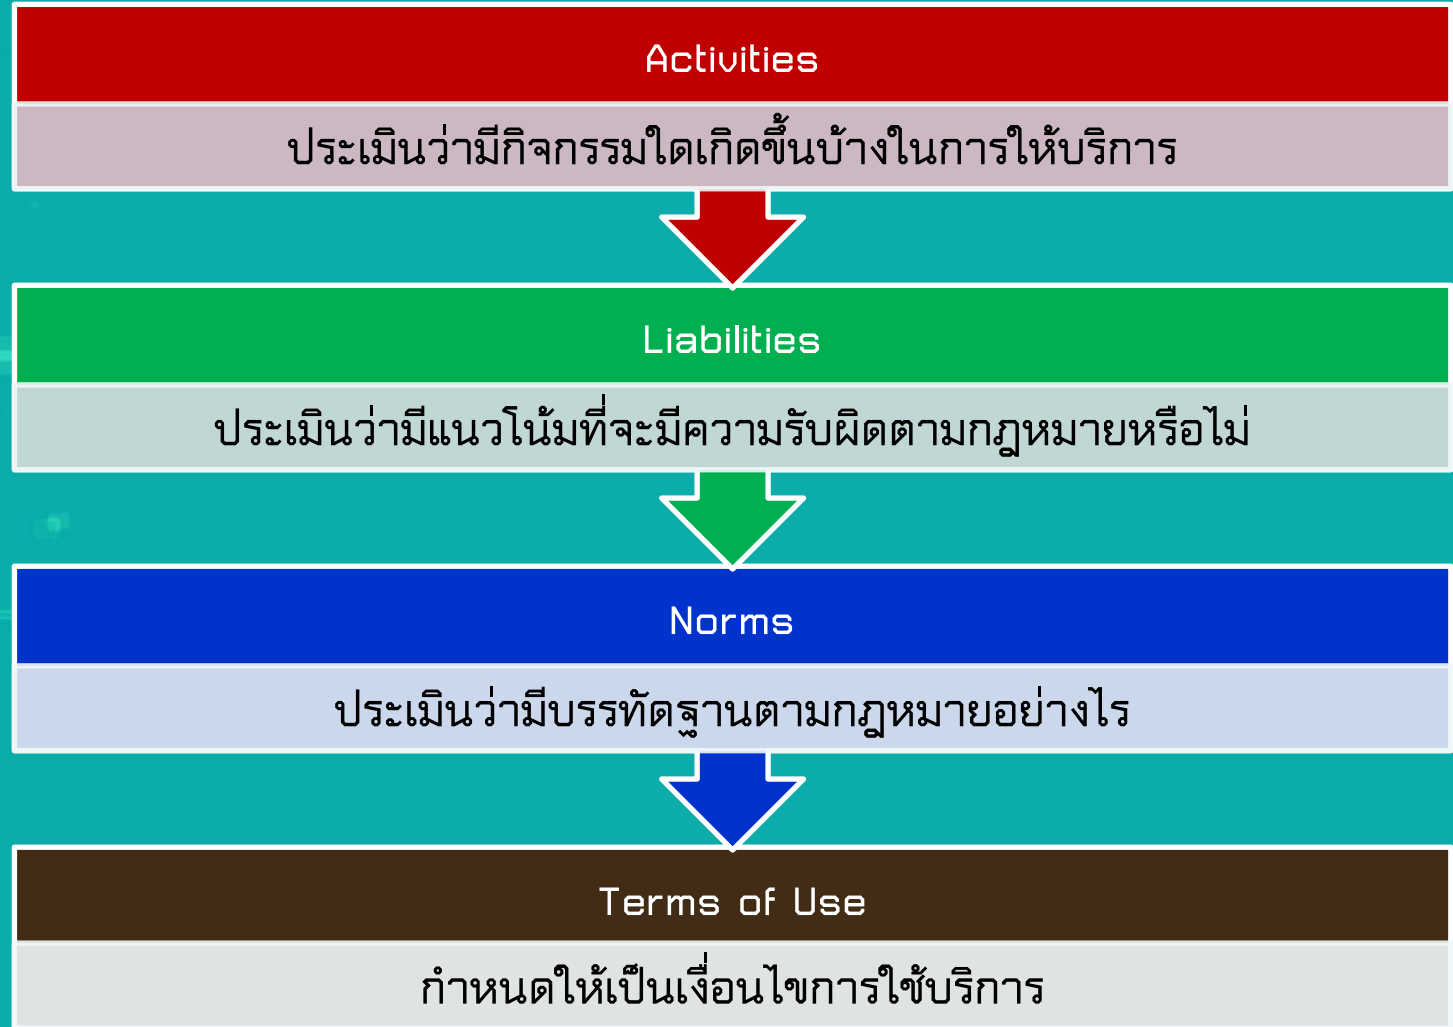 Activities
ประเมินว่ามีกิจกรรมใดเกิดขึ้นบ้างในการให้บริการ
Liabilities
ประเมินว่ามีแนวโน้มที่จะมีความรับผิดตามกฎหมายหรือไม่
Norms
ประเมินว่ามีบรรทัดฐานตามกฎหมายอย่างไร
Terms of Use
กำหนดให้เป็นเงื่อนไขการใช้บริการ